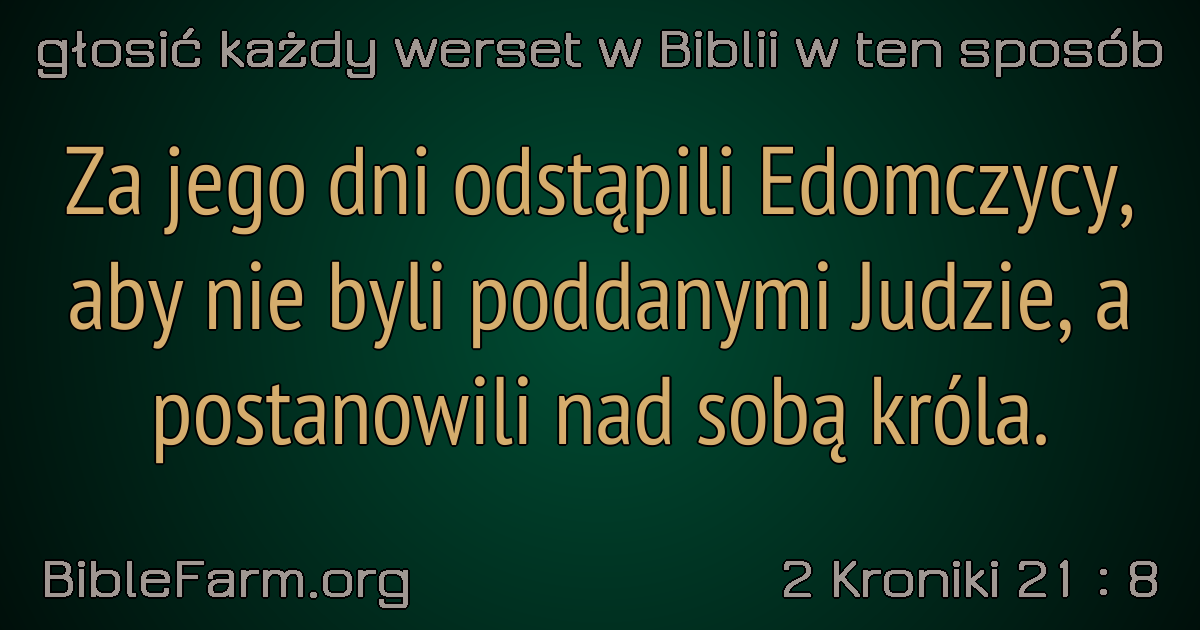 głosić każdy werset w Biblii w ten sposób
Za jego dni odstąpili Edomczycy,
aby nie byli poddanymi Judzie, a
postanowili nad sobą króla.
BibleFarm.org
2 Kroniki 21 : 8